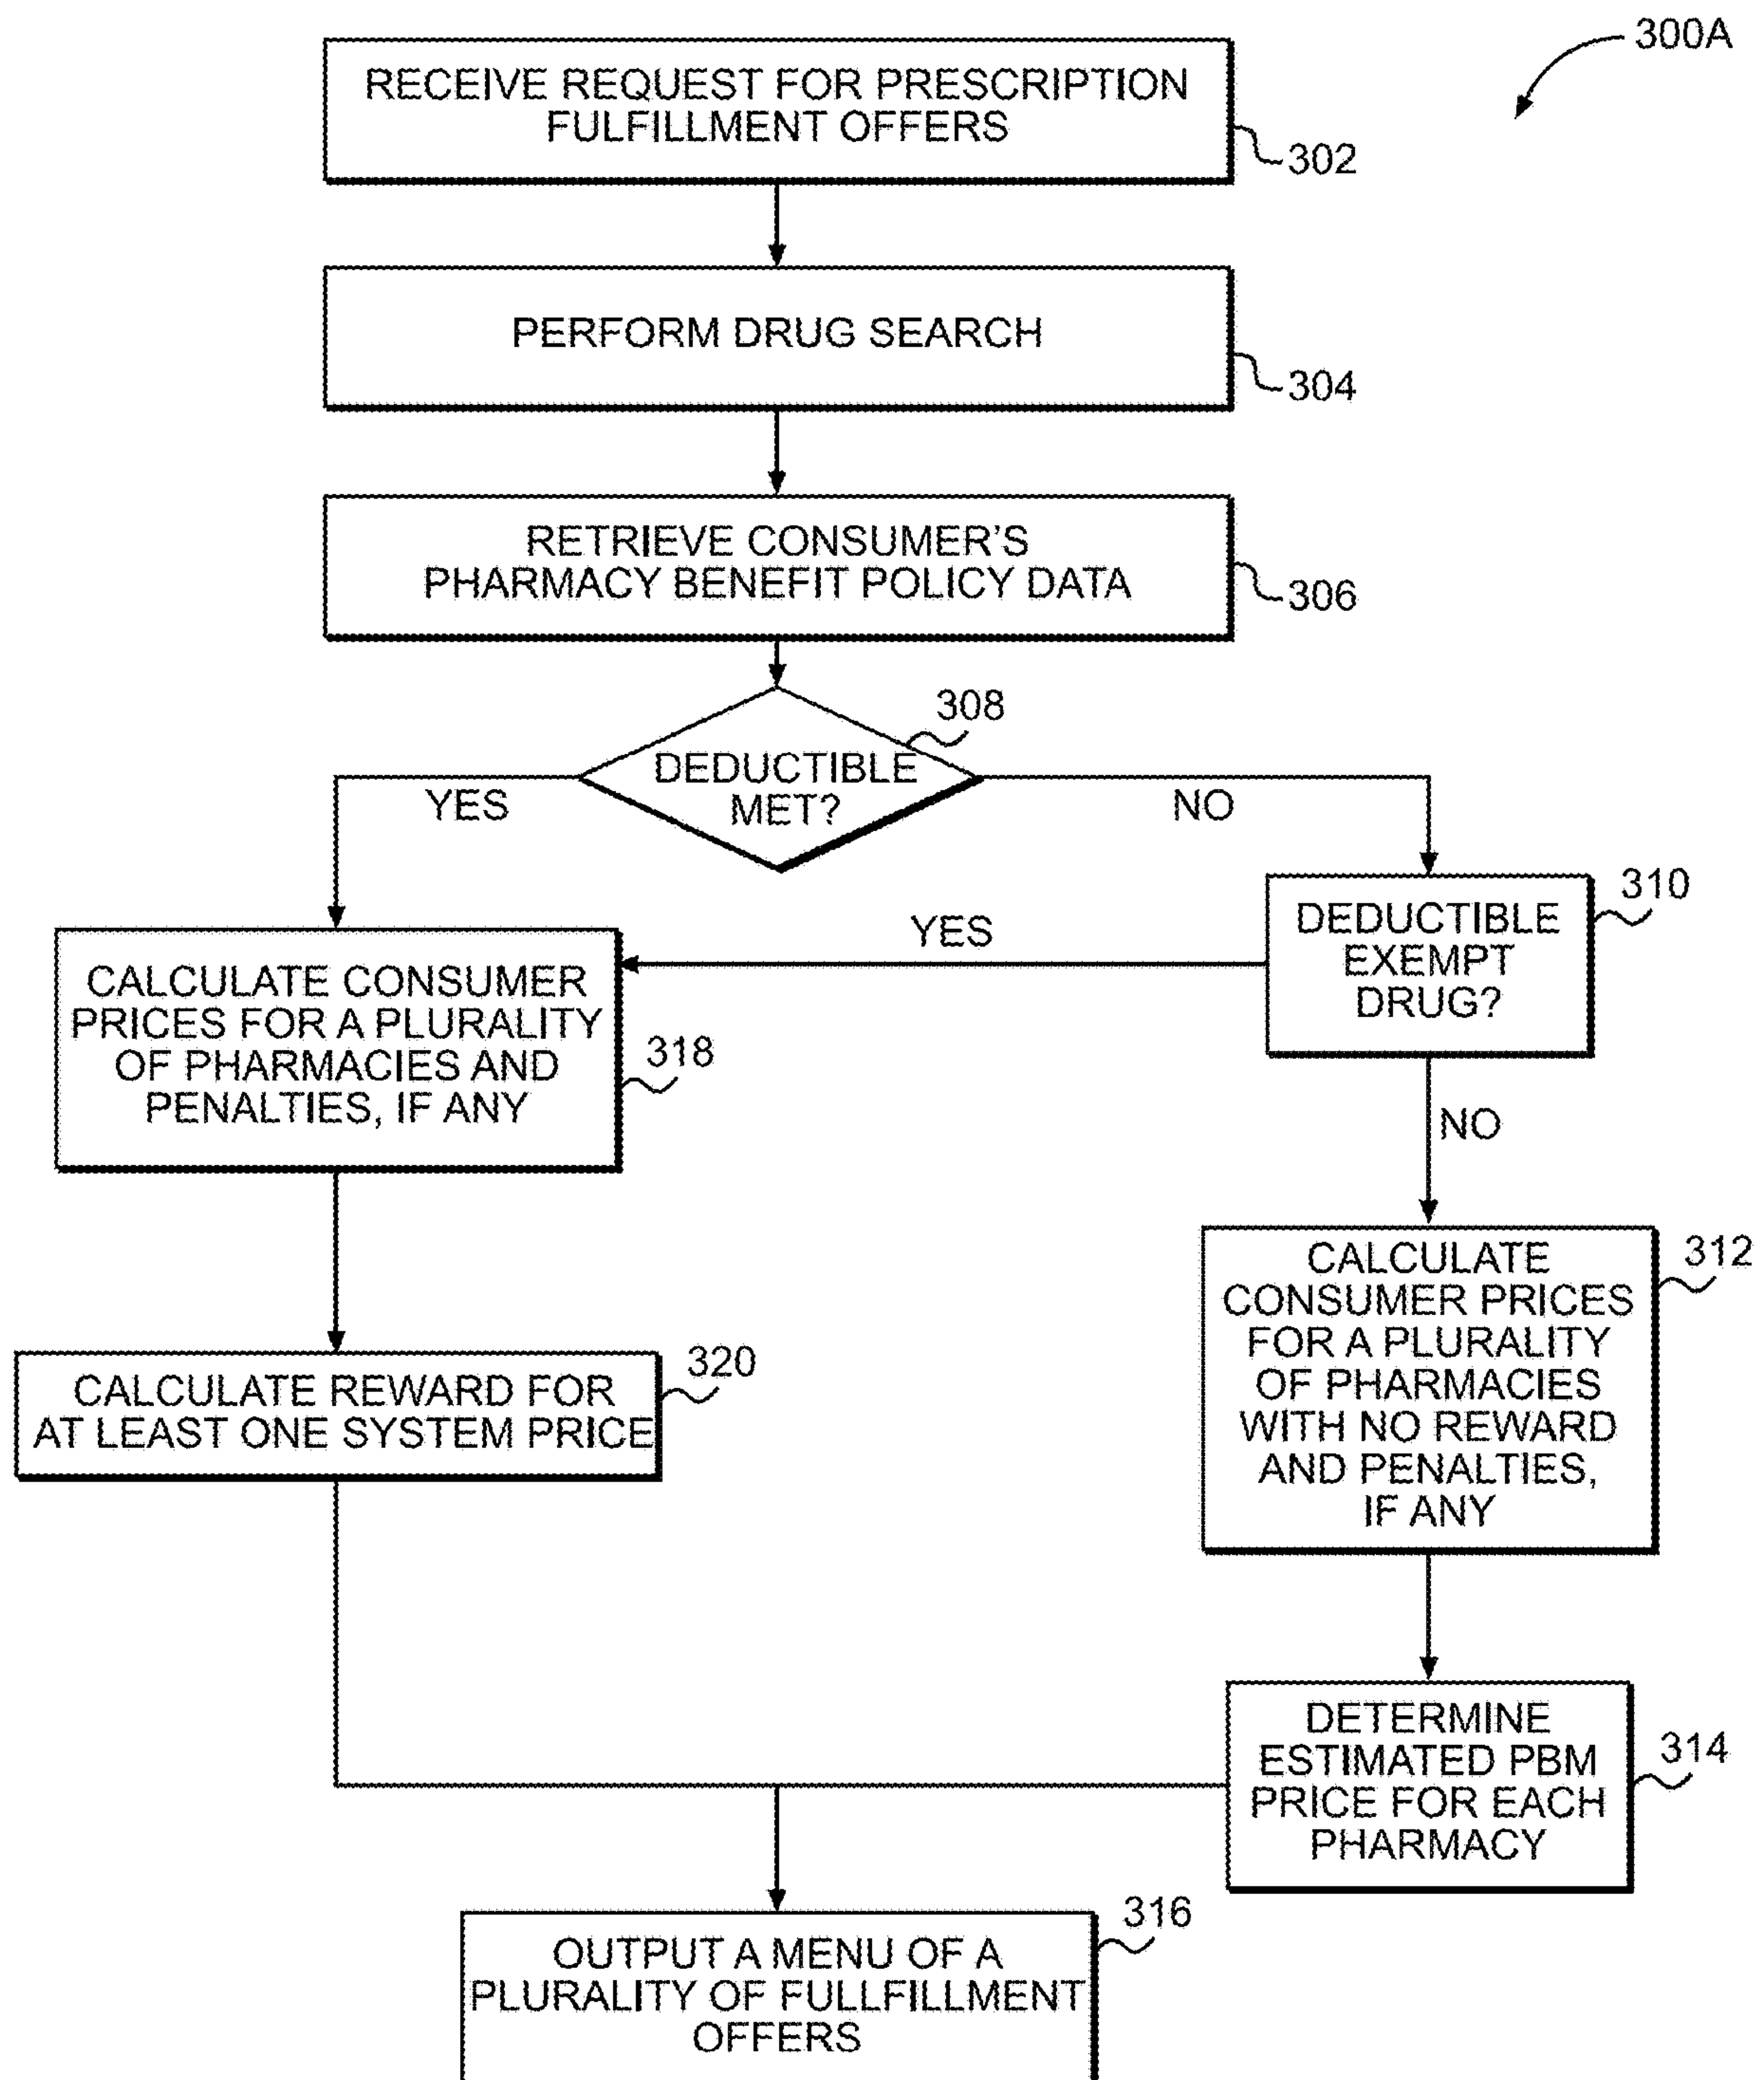 300A
RECEIVE REQUEST FOR PRESCRIPTION
FULFILLMENT OFFERS
302
PERFORM DRUG SEARCH
304
RETRIEVE CONSUMER'S
PHARMACY BENEFIT POLICY DATA
306
308
DEDUCTIBLE
MET?
YES
NO
310
DEDUCTIBLE
EXEMPT
DRUG?
YES
CALCULATE CONSUMER
PRICES FOR A PLURALITY
OF PHARMACIES AND
PENALTIES, IF ANY
318
NO
312
CALCULATE
CONSUMER PRICES
FOR A PLURALITY
OF PHARMACIES
WITH NO REWARD
AND PENALTIES,
IF ANY
320
CALCULATE REWARD FOR
AT LEAST ONE SYSTEM PRICE
DETERMINE
ESTIMATED PBM
PRICE FOR EACH
PHARMACY
314
316
OUTPUT A MENU OF A
PLURALITY OF FULLFILLMENT
OFFERS